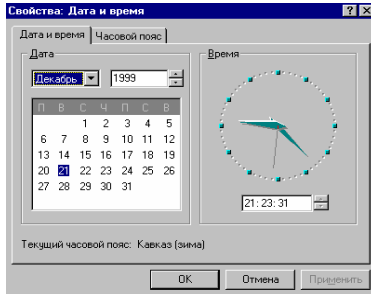 Свойства: Дата и время
Дата и время Часовой пояс
Дата
Время
Декабрь 1999
П В С Ч П С В
1 2 3 4 5
6 7 8 9 10 11 12
13 14 15 16 17 18 19
20 21 22 23 24 25 26
27 28 29 30 31
21:23:31
Текущий часовой пояс: Кавказ (зима)
OK Отмена Применить